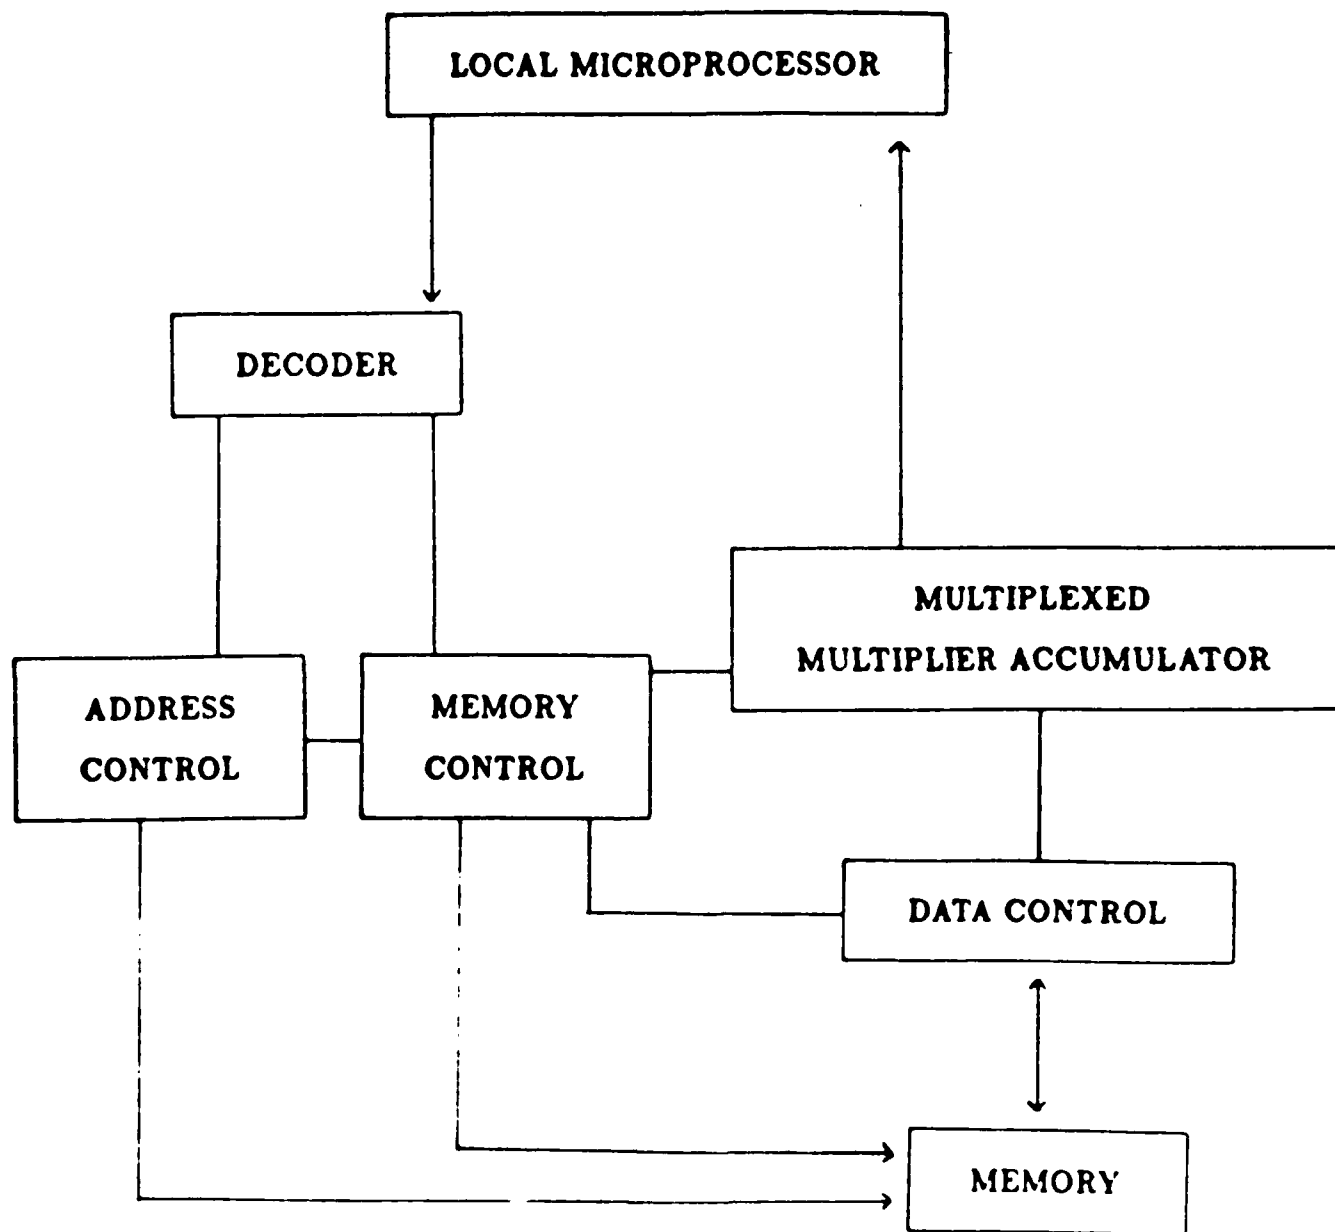 LOCAL MICROPROCESSOR
DECODER
MULTIPLEXED
MULTIPLIER ACCUMULATOR
ADDRESS
CONTROL
MEMORY
CONTROL
DATA CONTROL
MEMORY